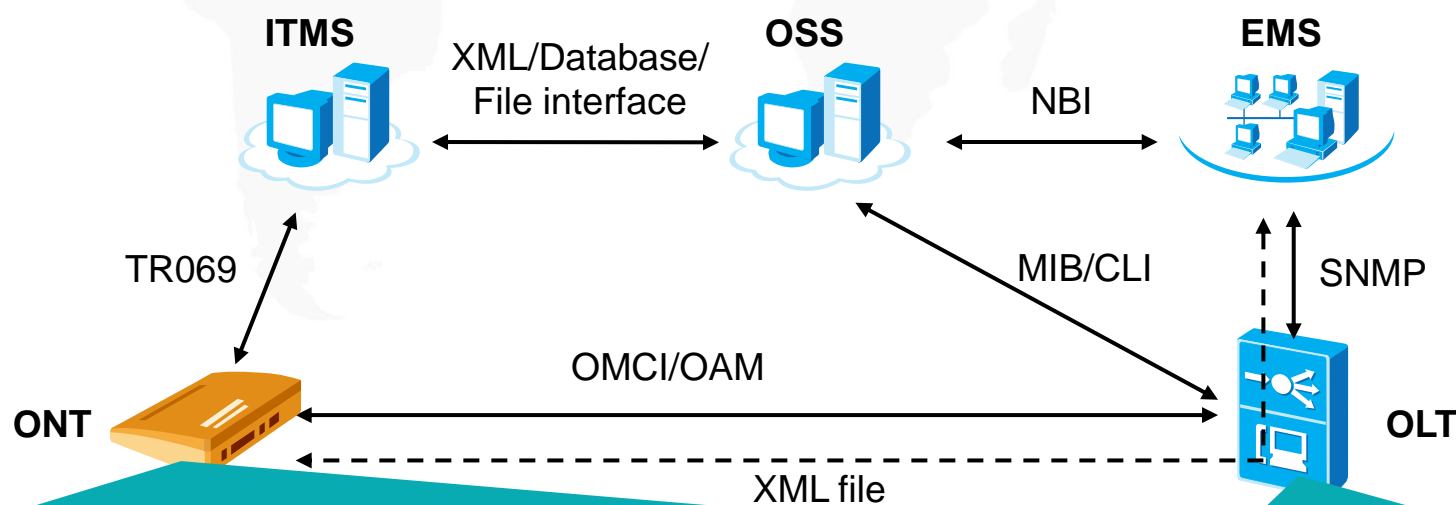 ITMS
OSS
EMS
XML/Database/
File interface
NBI
TR069
MIB/CLI
SNMP
OMCI/OAM
ONT
OLT
XML file